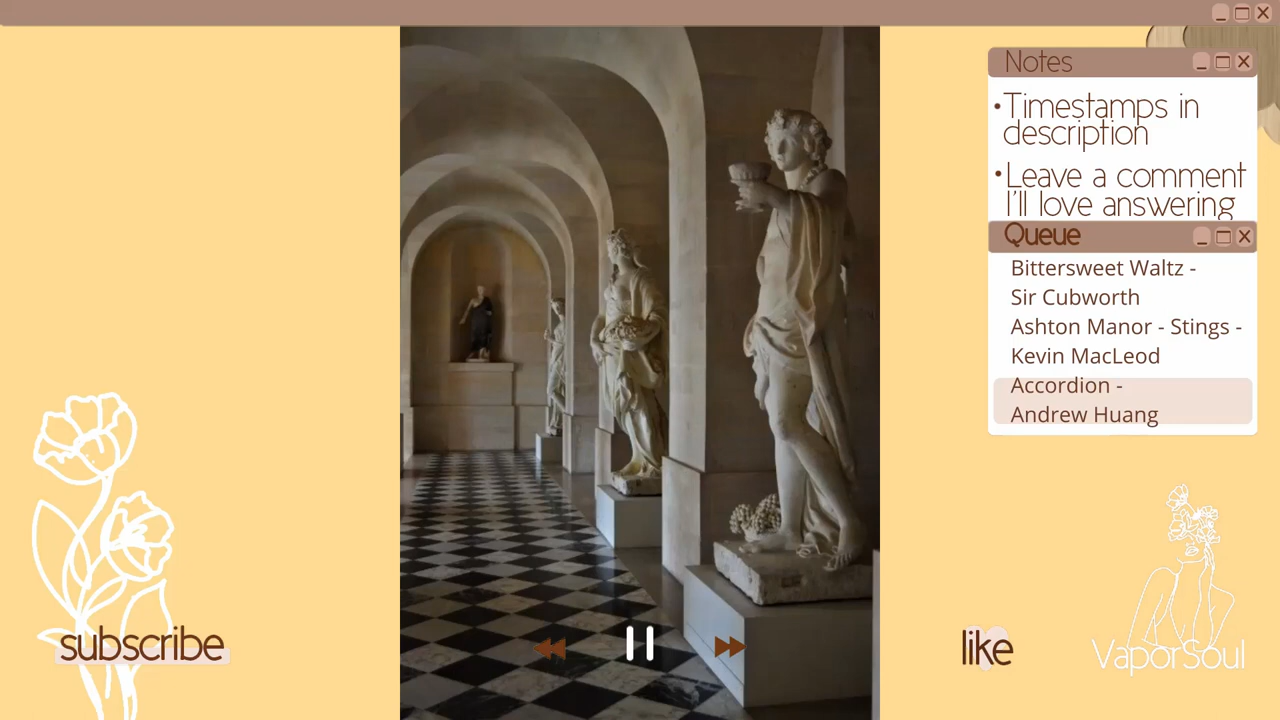 Notes
•Timestamps in
description
•Leave a comment
I'll love answering
Queue
Bittersweet Waltz -
Sir Cubworth
Ashton Manor - Stings -
Kevin MacLeod
Accordion -
Andrew Huang
subscribe
like
VaporSoul